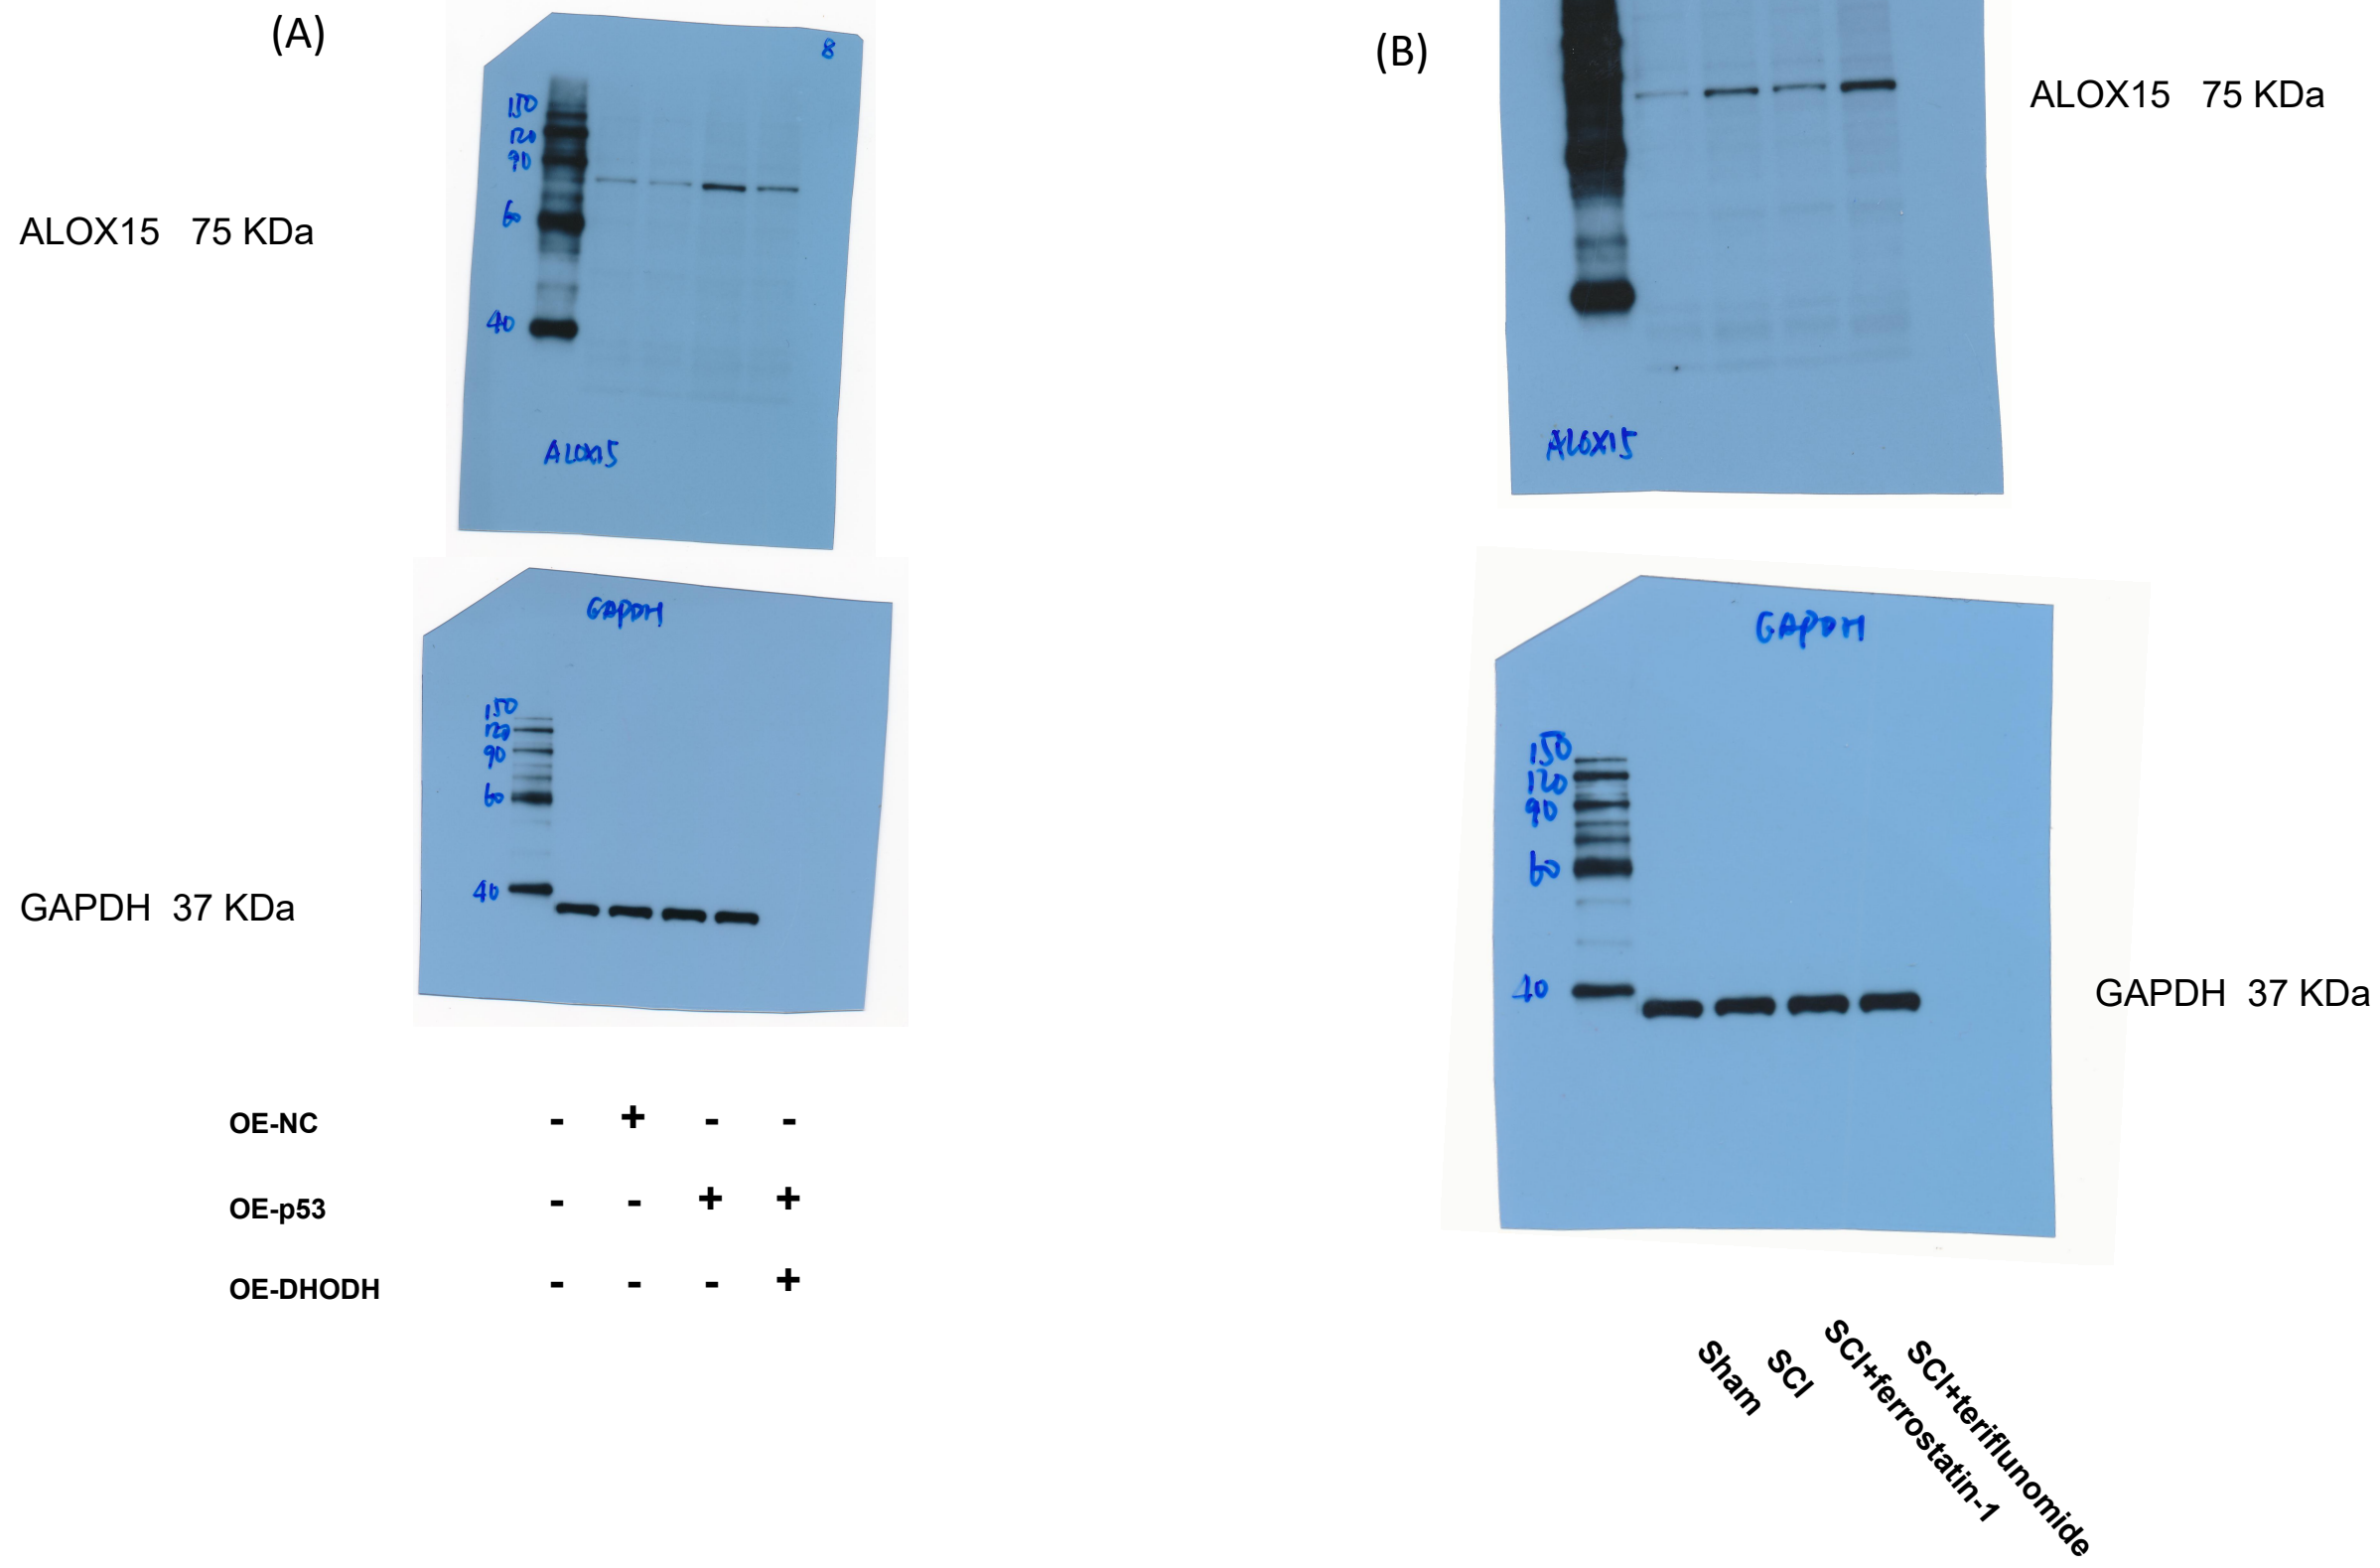 (A)
8
150
120
90
60
40
ALOX15 75 KDa
ALOX15
GAPDH
150
120
90
60
40
GAPDH 37 KDa
OE-NC - + - -
OE-p53 - - + +
OE-DHODH - - - +
(B)
ALOX15 75 KDa
ALOX15
GAPDH
150
120
90
60
40
GAPDH 37 KDa
Sham
SCI
SCI+ferrostatin-1
SCI+teriflunomide